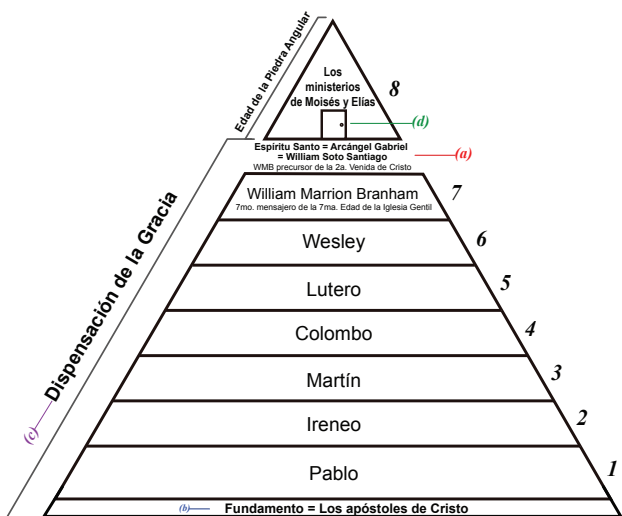 Edad de la Piedra Angular
Los
ministerios
de Moisés y Elías
8
(d)
Espíritu Santo = Arcángel Gabriel
= William Soto Santiago
(a)
WMB precursor de la 2a. Venida de Cristo
William Marrion Branham
7mo. mensajero de la 7ma. Edad de la Iglesia Gentil
7
Wesley
6
Lutero
5
Colombo
4
Martín
3
Ireneo
2
Pablo
1
Dispensación de la Gracia
(c)
(b)
Fundamento = Los apóstoles de Cristo